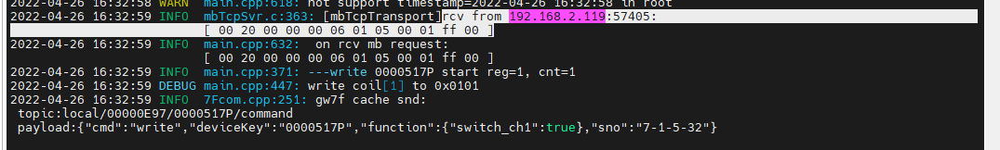 2022-04-26 16:32:58 WARN  main.cpp:618: not support timestamp=2022-04-26 16:32:58 in root
2022-04-26 16:32:59 INFO  mbTcpSvr.c:363: [mbTcpTransport]rcv from 192.168.2.119:57405:
[ 00 20 00 00 00 06 01 05 00 01 ff 00 ]
2022-04-26 16:32:59 INFO  main.cpp:632:  on rcv mb request:
[ 00 20 00 00 00 06 01 05 00 01 ff 00 ]
2022-04-26 16:32:59 INFO  main.cpp:371: ---write 0000517P start reg=1, cnt=1
2022-04-26 16:32:59 DEBUG main.cpp:447: write coil[1] to 0x0101
2022-04-26 16:32:59 INFO  7Fcom.cpp:251: gw7f cache snd:
topic:local/00000E97/0000517P/command
payload:{"cmd":"write","deviceKey":"0000517P","function":{"switch_ch1":true},"sno":"7-1-5-32"}